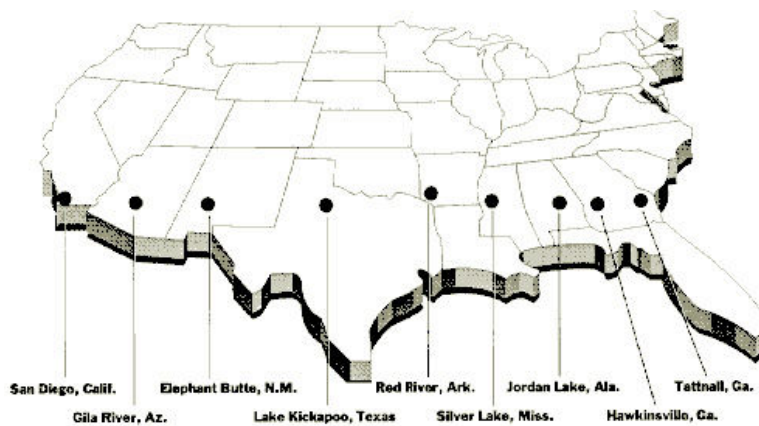 San Diego, Calif.
Elephant Butte, N.M.
Red River, Ark.
Jordan Lake, Ala.
Tattnall, Ga.
Gila River, Az.
Lake Kickapoo, Texas
Silver Lake, Miss.
Hawkinsville, Ga.